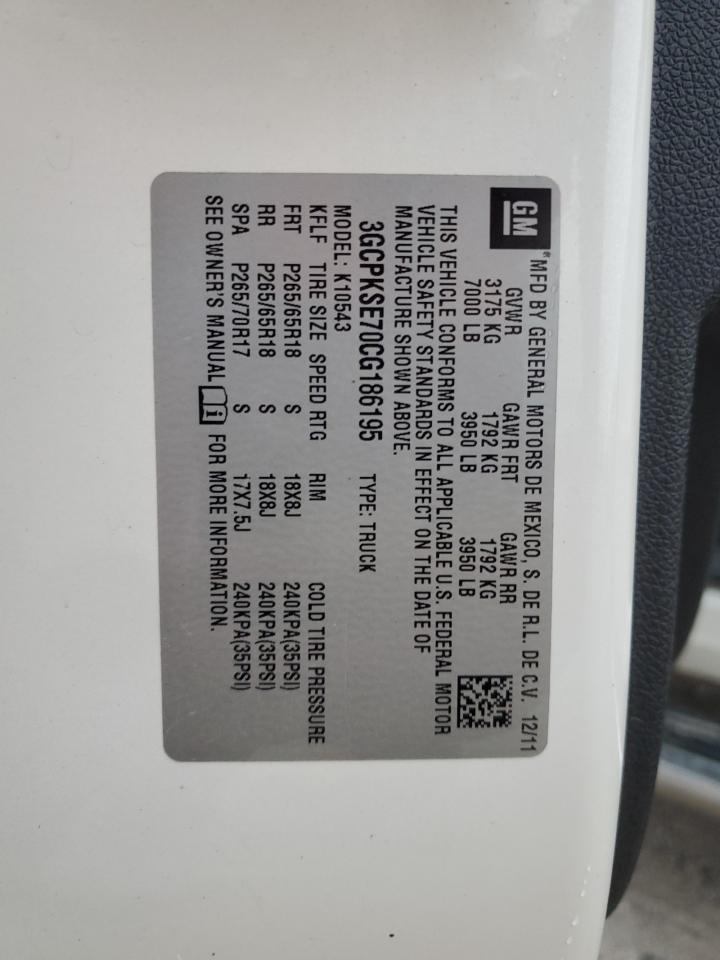 GM
® MFD BY GENERAL MOTORS DE MEXICO, S. DE R.L. DE C.V. 12/11
GVWR GAWR FRT GAWR RR
3175 KG 1792 KG 1792 KG
7000 LB 3950 LB 3950 LB
THIS VEHICLE CONFORMS TO ALL APPLICABLE U.S. FEDERAL MOTOR
VEHICLE SAFETY STANDARDS IN EFFECT ON THE DATE OF
MANUFACTURE SHOWN ABOVE.
3GCPKSE70CG186195 TYPE: TRUCK
MODEL: K10543
KFLF TIRE SIZE SPEED RTG RIM COLD TIRE PRESSURE
FRT P265/65R18 S 18X8J 240KPA(35PSI)
RR P265/65R18 S 18X8J 240KPA(35PSI)
SPA P265/70R17 S 17X7.5J 240KPA(35PSI)
SEE OWNER'S MANUAL i FOR MORE INFORMATION.